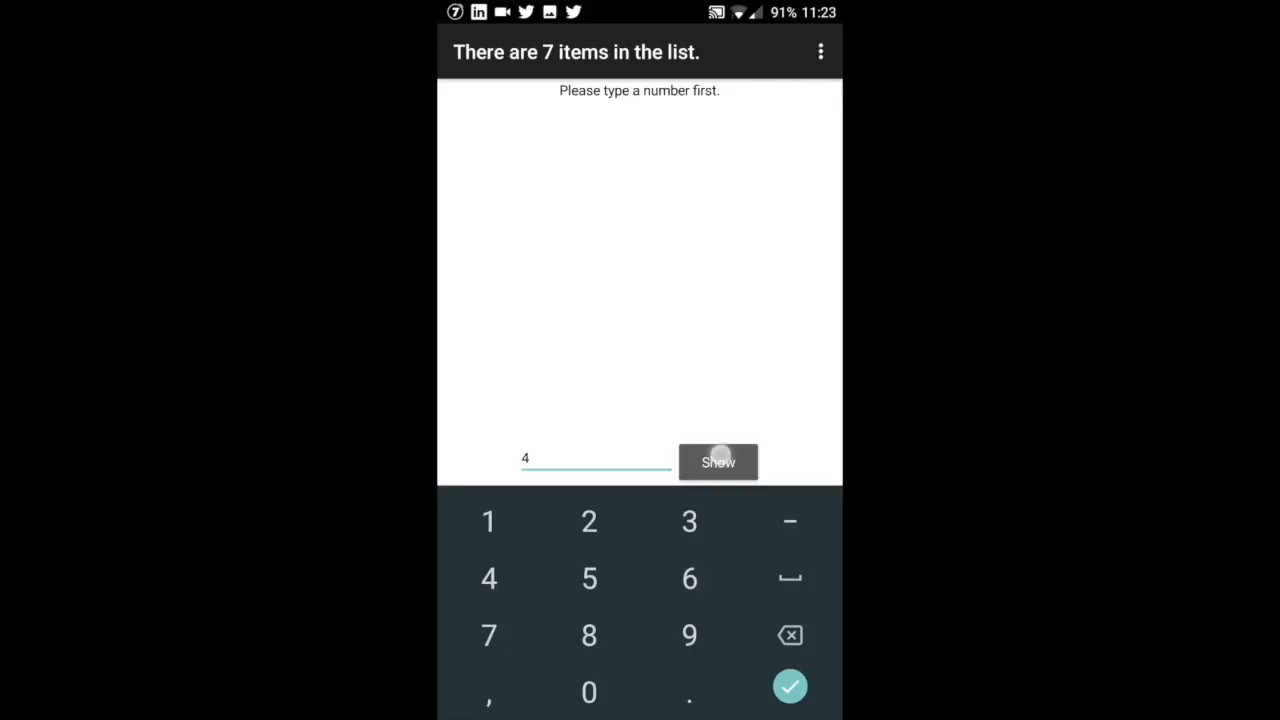 91% 11:23
There are 7 items in the list.
Please type a number first.
4
Show
1 2 3 -
4 5 6
7 8 9
, 0 .